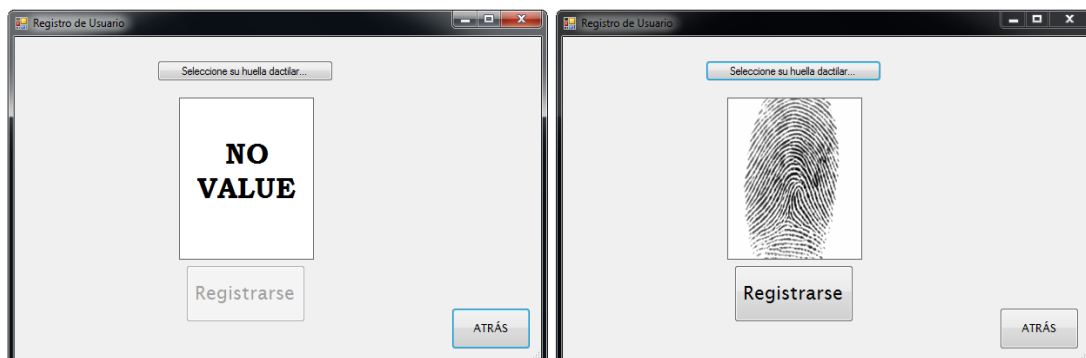 Registro de Usuario
Seleccione su huella dactilar...
NO
VALUE
Registrarse
ATRÁS
Registro de Usuario
Seleccione su huella dactilar...
Registrarse
ATRÁS